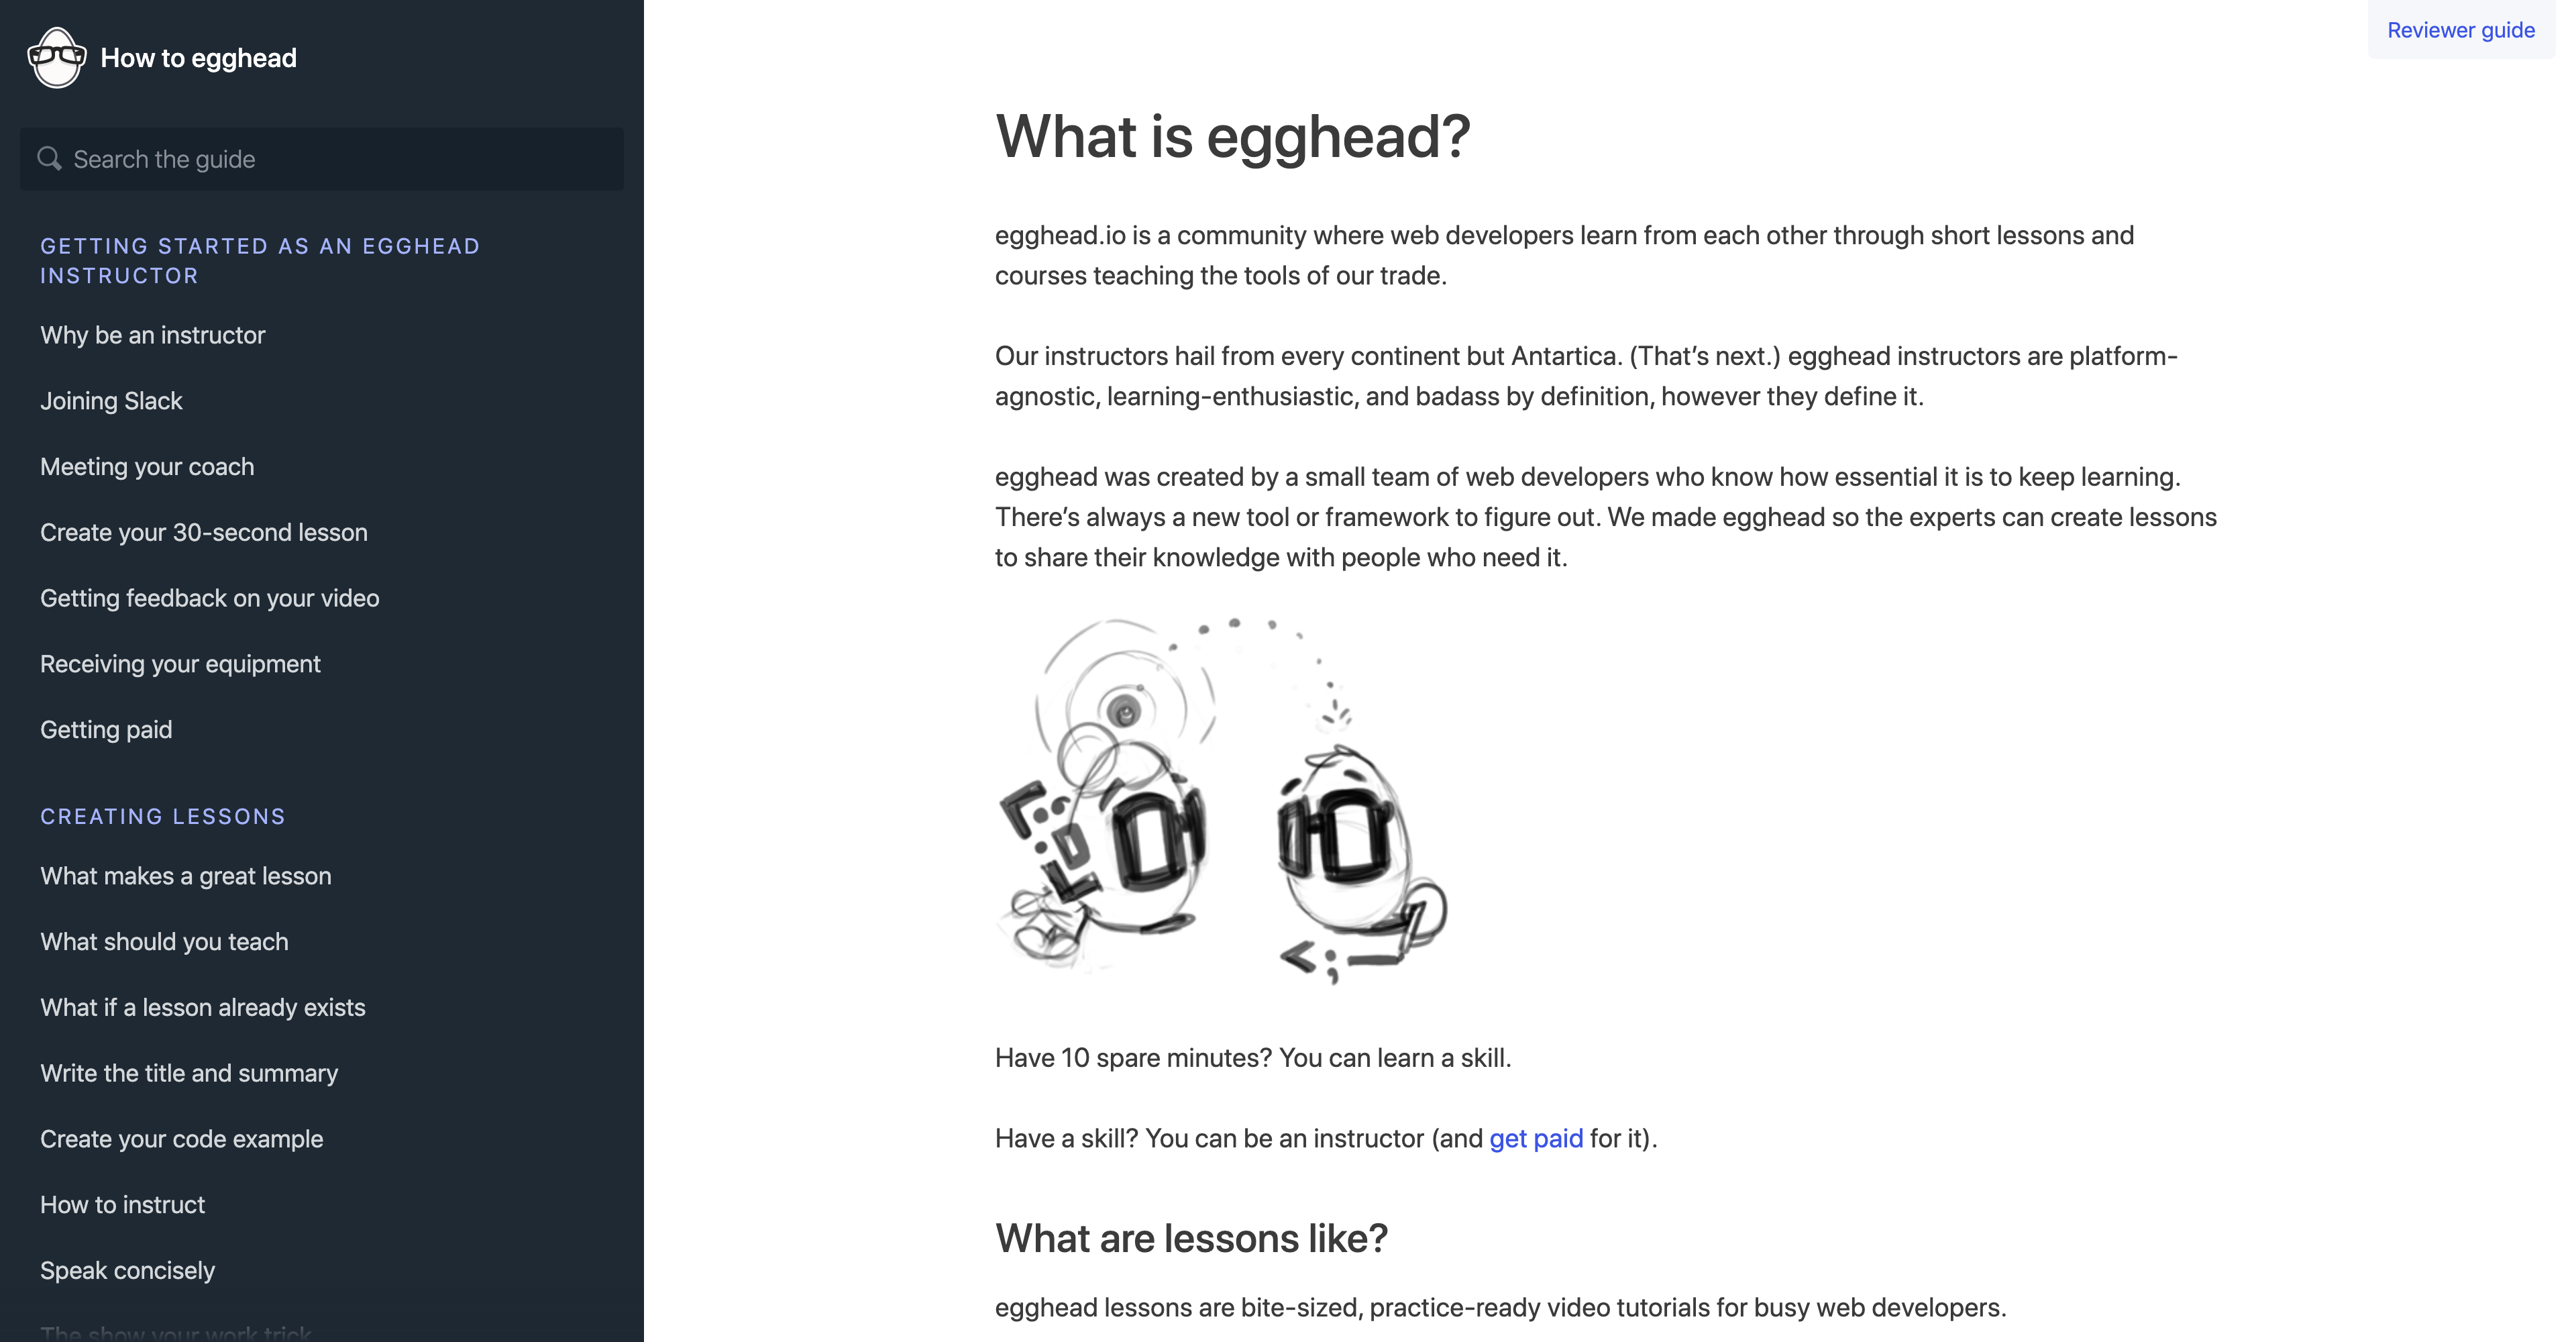 How to egghead
Search the guide
GETTING STARTED AS AN EGGHEAD
INSTRUCTOR
Why be an instructor
Joining Slack
Meeting your coach
Create your 30-second lesson
Getting feedback on your video
Receiving your equipment
Getting paid
CREATING LESSONS
What makes a great lesson
What should you teach
What if a lesson already exists
Write the title and summary
Create your code example
How to instruct
Speak concisely
The show your work trick
Reviewer guide
What is egghead?
egghead.io is a community where web developers learn from each other through short lessons and
courses teaching the tools of our trade.
Our instructors hail from every continent but Antartica. (That’s next.) egghead instructors are platform-
agnostic, learning-enthusiastic, and badass by definition, however they define it.
egghead was created by a small team of web developers who know how essential it is to keep learning.
There’s always a new tool or framework to figure out. We made egghead so the experts can create lessons
to share their knowledge with people who need it.
<;—
Have 10 spare minutes? You can learn a skill.
Have a skill? You can be an instructor (and get paid for it).
What are lessons like?
egghead lessons are bite-sized, practice-ready video tutorials for busy web developers.